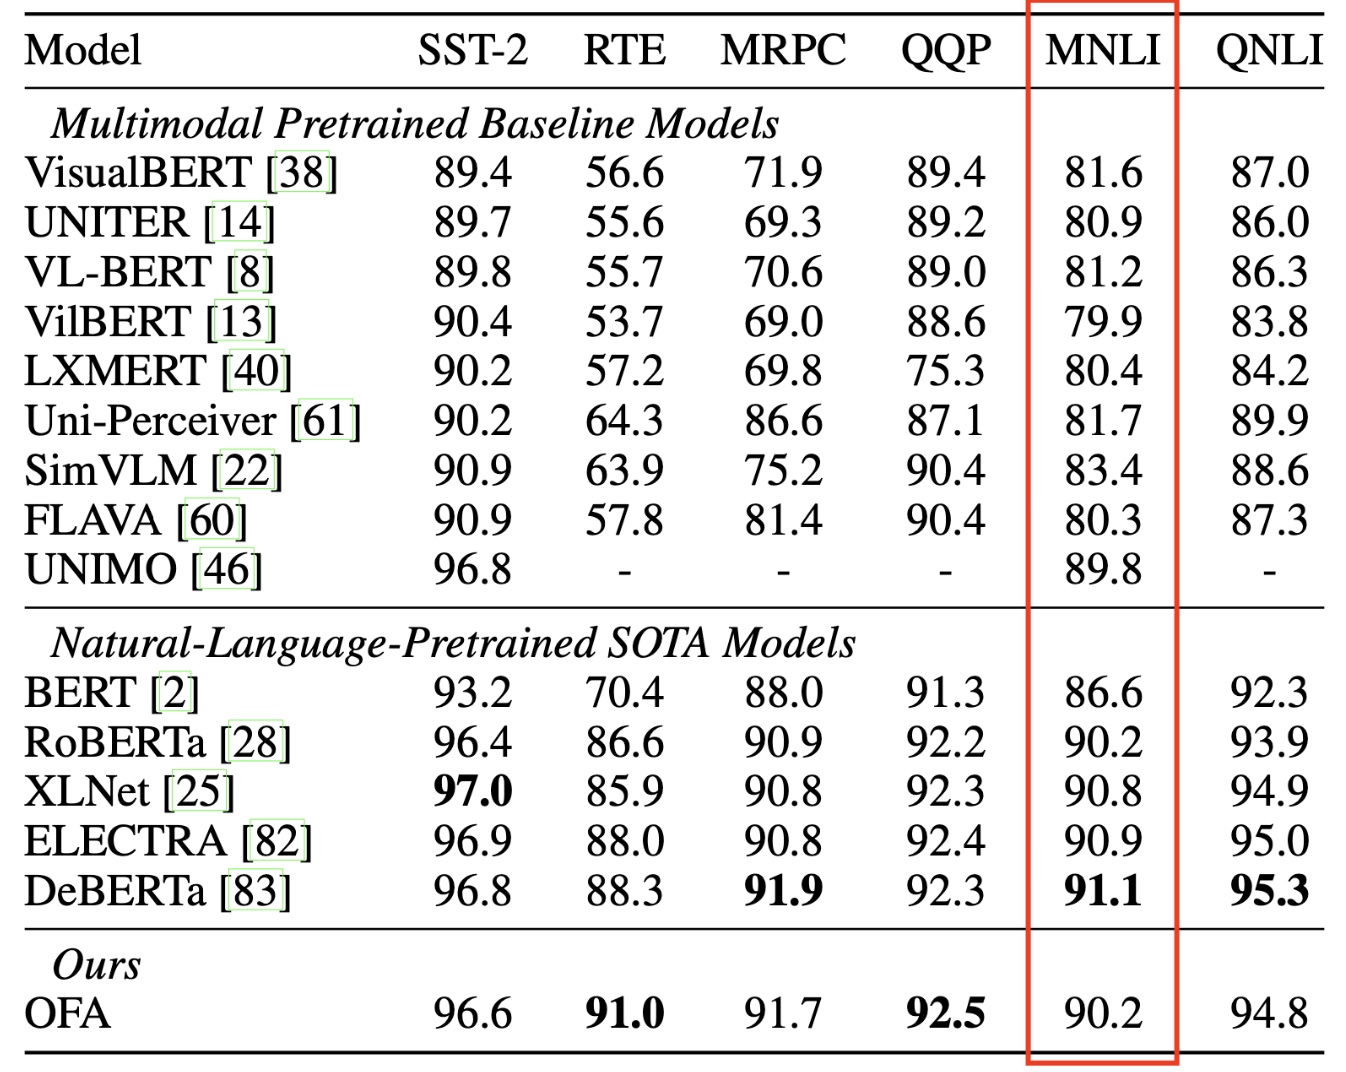 Model SST-2 RTE MRPC QQP MNLI QNLI
Multimodal Pretrained Baseline Models
VisualBERT [38] 89.4 56.6 71.9 89.4 81.6 87.0
UNITER [14] 89.7 55.6 69.3 89.2 80.9 86.0
VL-BERT [8] 89.8 55.7 70.6 89.0 81.2 86.3
VilBERT [13] 90.4 53.7 69.0 88.6 79.9 83.8
LXMERT [40] 90.2 57.2 69.8 75.3 80.4 84.2
Uni-Perceiver [61] 90.2 64.3 86.6 87.1 81.7 89.9
SimVLM [22] 90.9 63.9 75.2 90.4 83.4 88.6
FLAVA [60] 90.9 57.8 81.4 90.4 80.3 87.3
UNIMO [46] 96.8 - - - 89.8 -
Natural-Language-Pretrained SOTA Models
BERT [2] 93.2 70.4 88.0 91.3 86.6 92.3
RoBERTa [28] 96.4 86.6 90.9 92.2 90.2 93.9
XLNet [25] 97.0 85.9 90.8 92.3 90.8 94.9
ELECTRA [82] 96.9 88.0 90.8 92.4 90.9 95.0
DeBERTa [83] 96.8 88.3 91.9 92.3 91.1 95.3
Ours
OFA 96.6 91.0 91.7 92.5 90.2 94.8